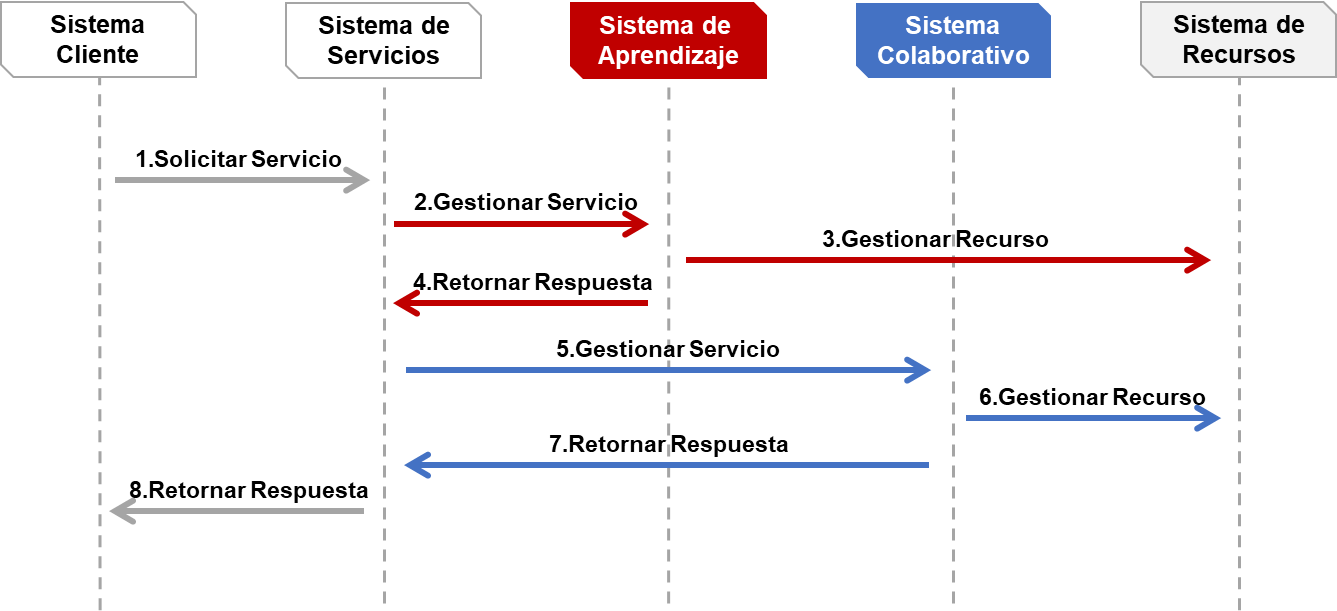 Sistema
Cliente
Sistema de
Servicios
Sistema de
Aprendizaje
Sistema
Colaborativo
Sistema de
Recursos
1.Solicitar Servicio
2.Gestionar Servicio
3.Gestionar Recurso
4.Retornar Respuesta
5.Gestionar Servicio
6.Gestionar Recurso
7.Retornar Respuesta
8.Retornar Respuesta